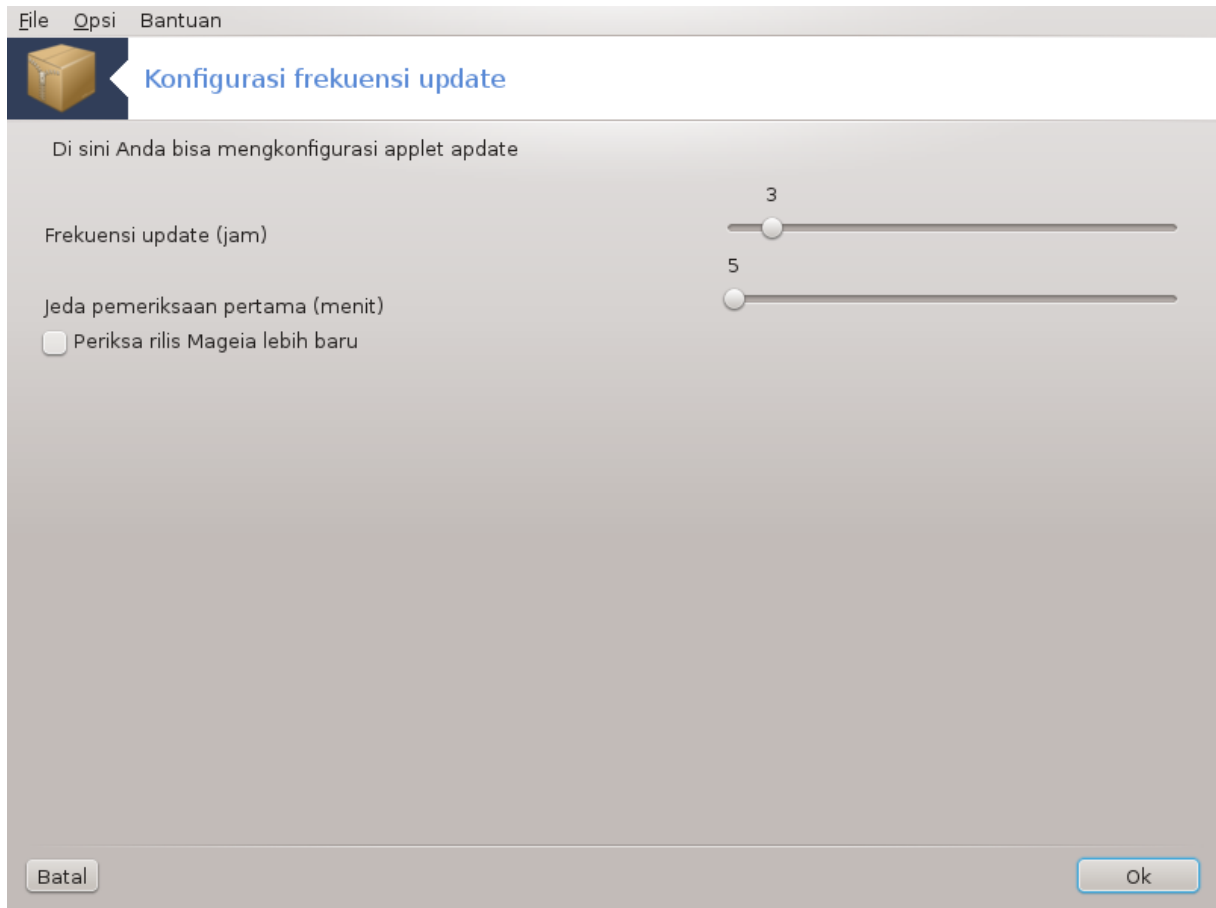 File Opsi Bantuan
Konfigurasi frekuensi update
Di sini Anda bisa mengkonfigurasi applet apdate
3
Frekuensi update (jam)
5
Jeda pemeriksaan pertama (menit)
Periksa rilis Mageia lebih baru
Batal Ok